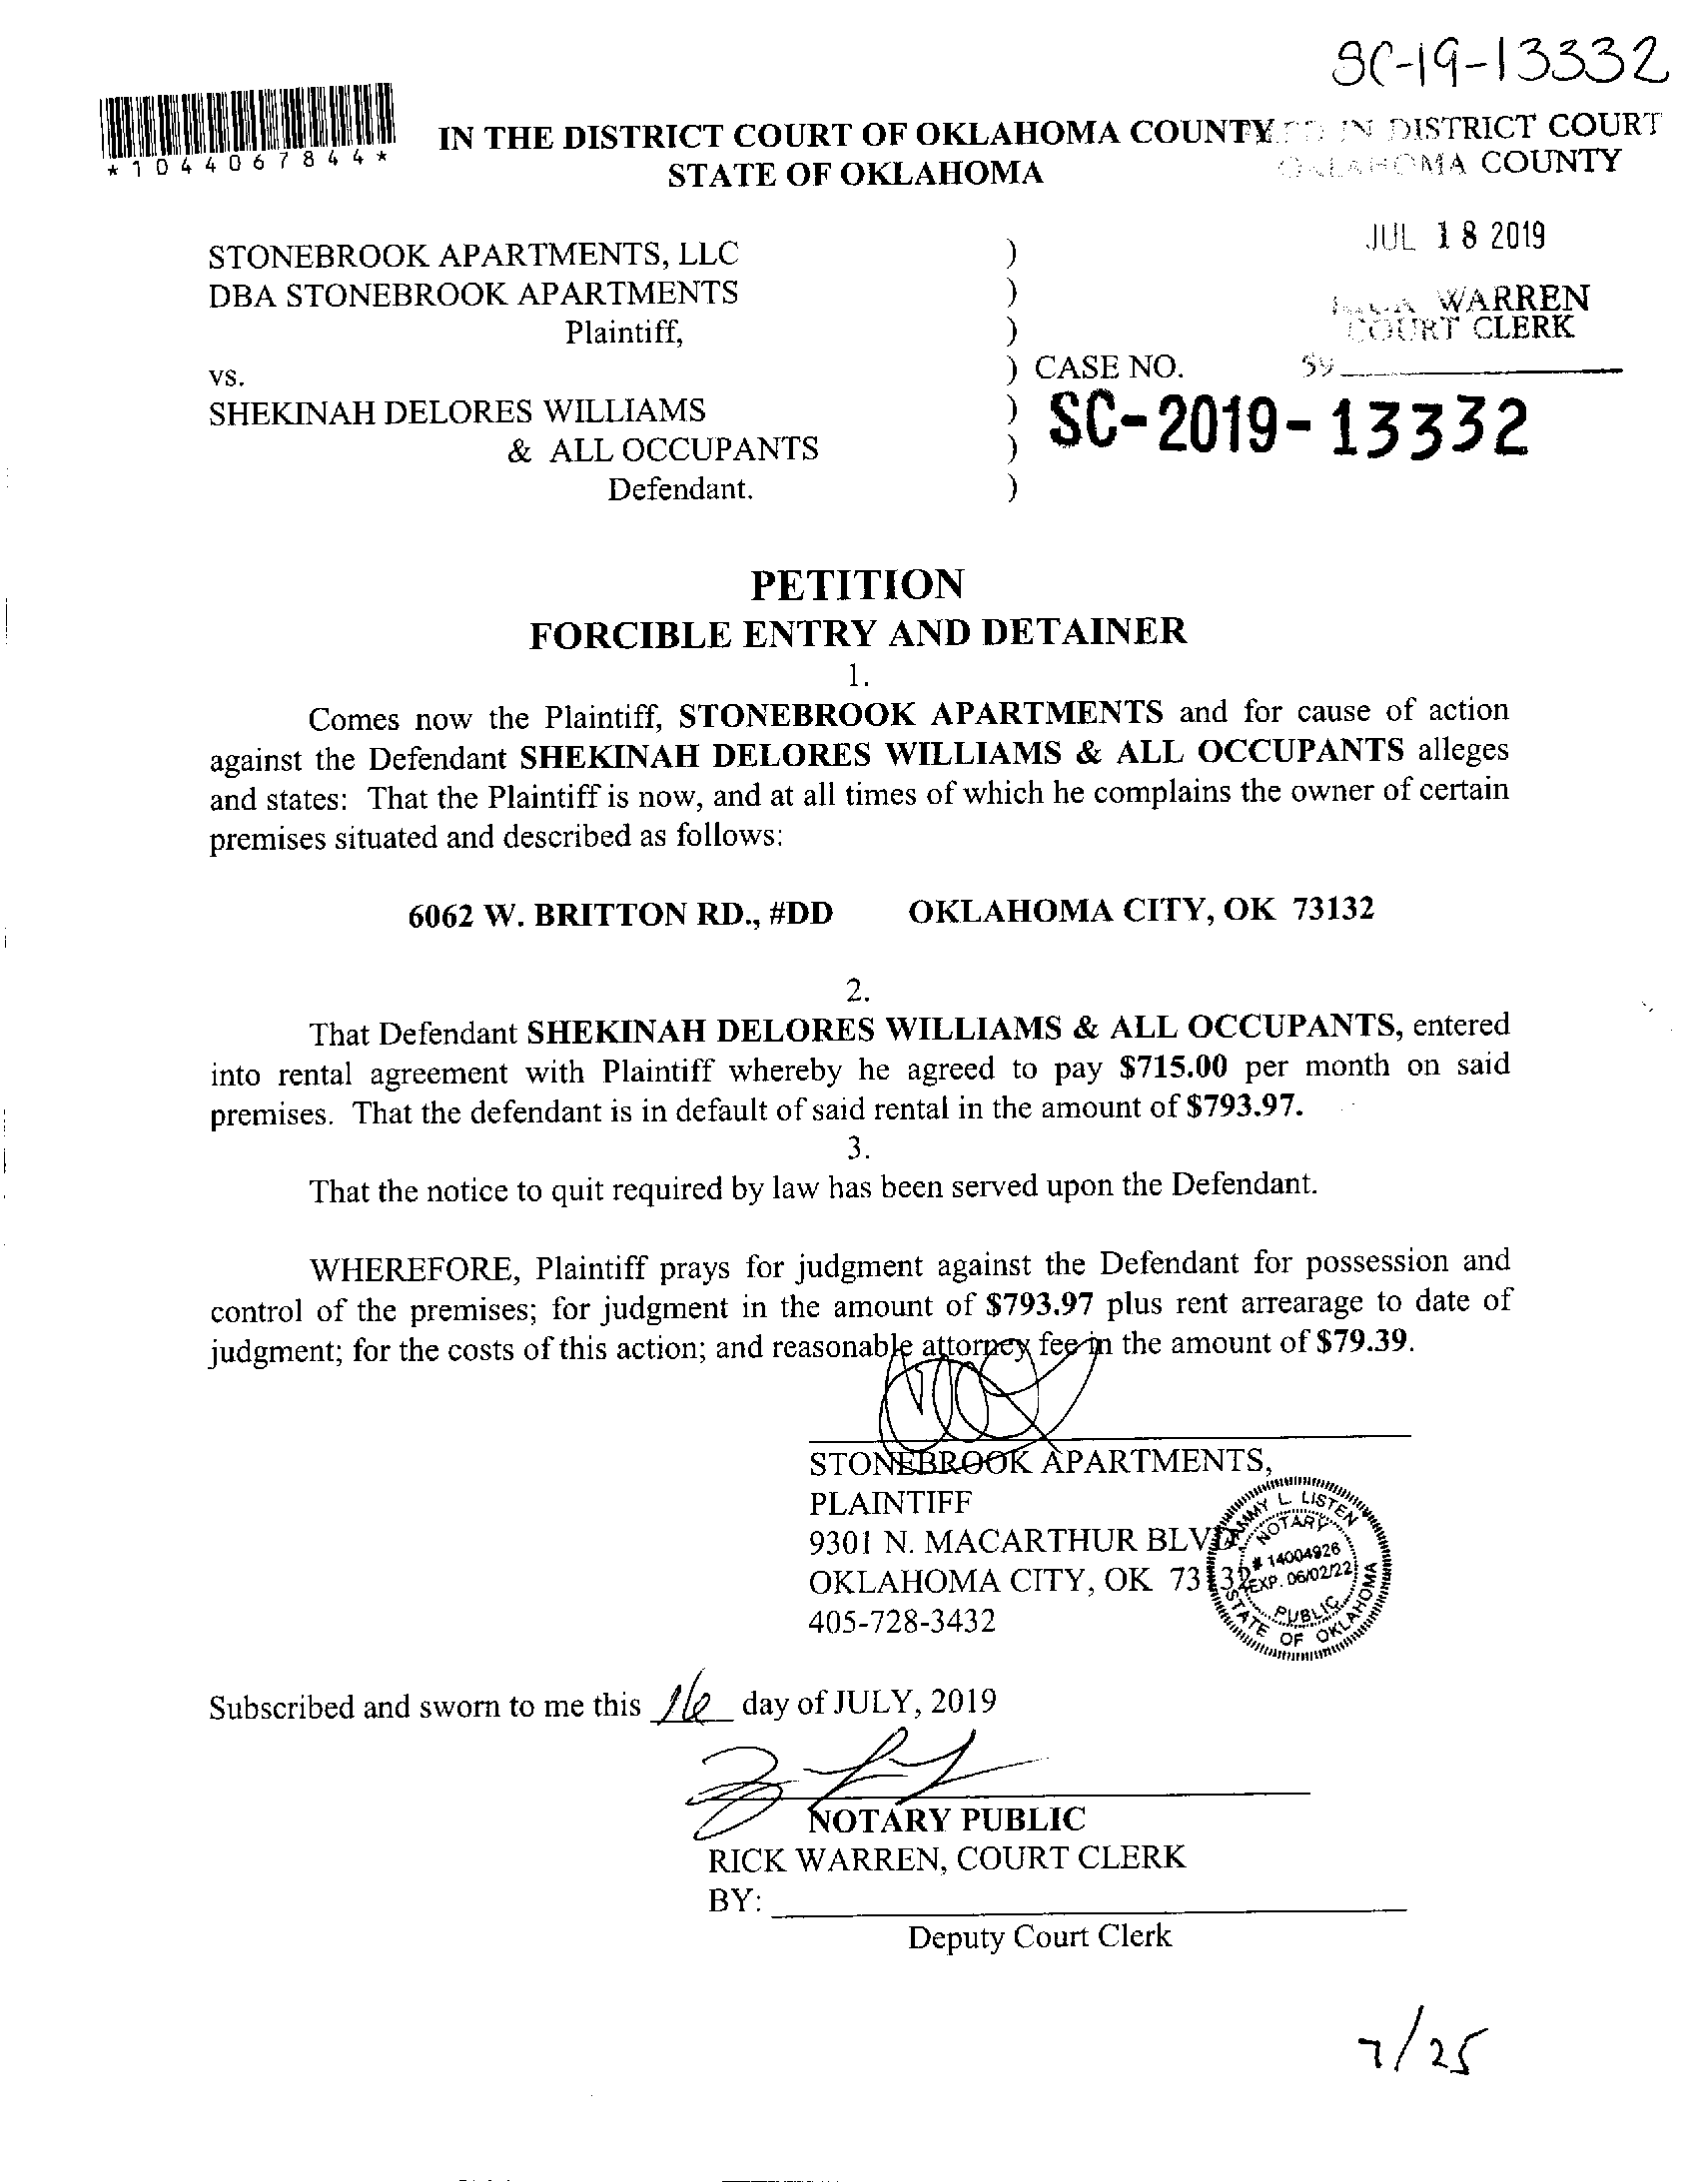 SC-19-13332
*1044067844*
IN THE DISTRICT COURT OF OKLAHOMA COUNTY
STATE OF OKLAHOMA
IN DISTRICT COURT
OKLAHOMA COUNTY
JUL 18 2019
WARREN
COURT CLERK
STONEBROOK APARTMENTS, LLC )
DBA STONEBROOK APARTMENTS )
Plaintiff, )
vs. ) CASE NO.
SHEKINAH DELORES WILLIAMS ) SC-2019-13332
& ALL OCCUPANTS )
Defendant. )
PETITION
FORCIBLE ENTRY AND DETAINER
1.
Comes now the Plaintiff, STONEBROOK APARTMENTS and for cause of action
against the Defendant SHEKINAH DELORES WILLIAMS & ALL OCCUPANTS alleges
and states: That the Plaintiff is now, and at all times of which he complains the owner of certain
premises situated and described as follows:
6062 W. BRITTON RD., #DD OKLAHOMA CITY, OK 73132
2.
That Defendant SHEKINAH DELORES WILLIAMS & ALL OCCUPANTS, entered
into rental agreement with Plaintiff whereby he agreed to pay $715.00 per month on said
premises. That the defendant is in default of said rental in the amount of $793.97.
3.
That the notice to quit required by law has been served upon the Defendant.
WHEREFORE, Plaintiff prays for judgment against the Defendant for possession and
control of the premises; for judgment in the amount of $793.97 plus rent arrearage to date of
judgment; for the costs of this action; and reasonable attorney fee in the amount of $79.39.
STONEBROOK APARTMENTS,
PLAINTIFF
9301 N. MACARTHUR BLVD
OKLAHOMA CITY, OK 73132
405-728-3432
L. LISTEN
NOTARY
# 14004926
EXP. 06/02/22
PUBLIC
STATE OF OKLAHOMA
Subscribed and sworn to me this 16 day of JULY, 2019
NOTARY PUBLIC
RICK WARREN, COURT CLERK
BY:
Deputy Court Clerk
7/25